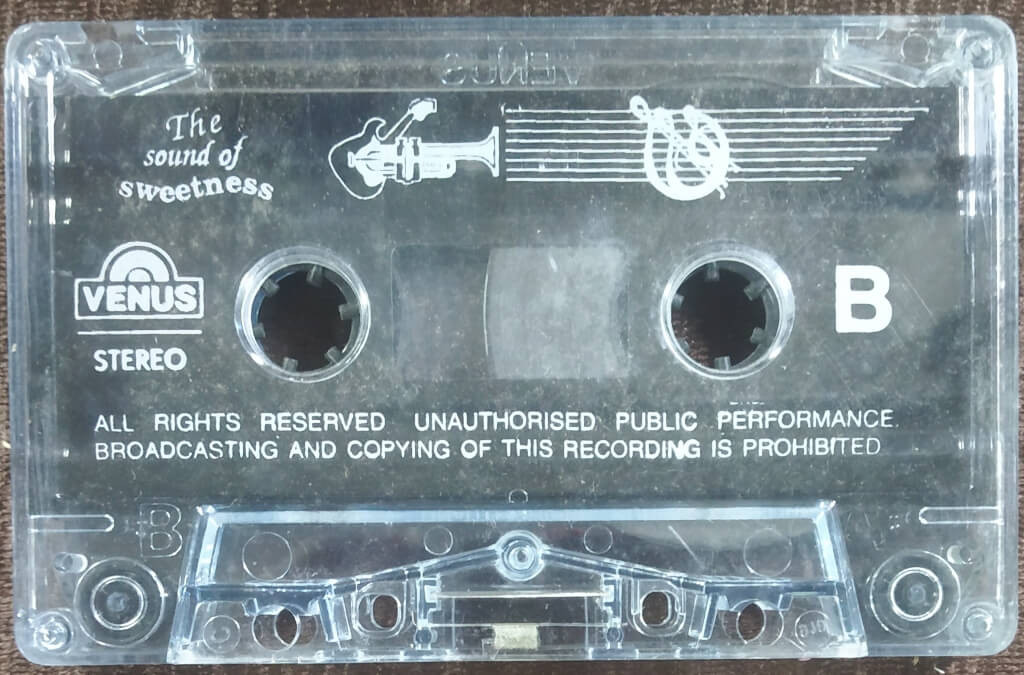 VENUS
The
sound of
sweetness
VENUS
B
STEREO
ALL RIGHTS RESERVED UNAUTHORISED PUBLIC PERFORMANCE.
BROADCASTING AND COPYING OF THIS RECORDING IS PROHIBITED
B